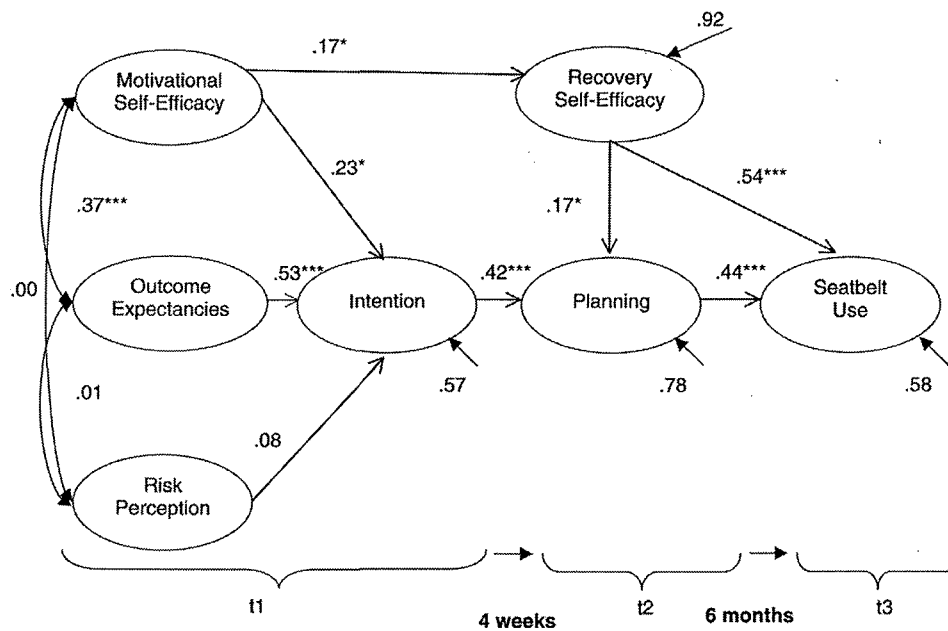 .92
.17*
Motivational
Self-Efficacy
Recovery
Self-Efficacy
.23*
.54***
.37***
.17*
.00
Outcome
Expectancies
.53***
Intention
.42***
Planning
.44***
Seatbelt
Use
.01
.57
.78
.58
.08
Risk
Perception
t1
4 weeks
t2
6 months
t3